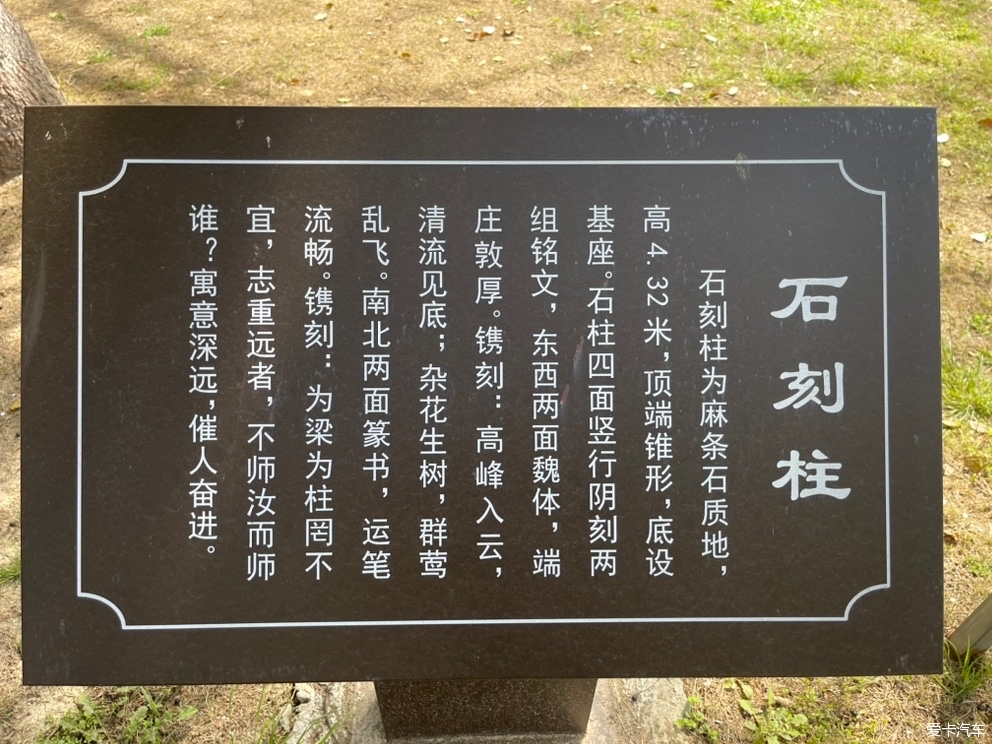 石刻柱
石刻柱为麻条石质地，
高4.32米，顶端锥形，底设
基座。石柱四面竖行阴刻两
组铭文，东西两面魏体，端
庄敦厚。镌刻：高峰入云，
清流见底；杂花生树，群莺
乱飞。南北两面篆书，运笔
流畅。镌刻：为梁为柱罔不
宜，志重远者，不师汝而师
谁？寓意深远，催人奋进。
爱卡汽车